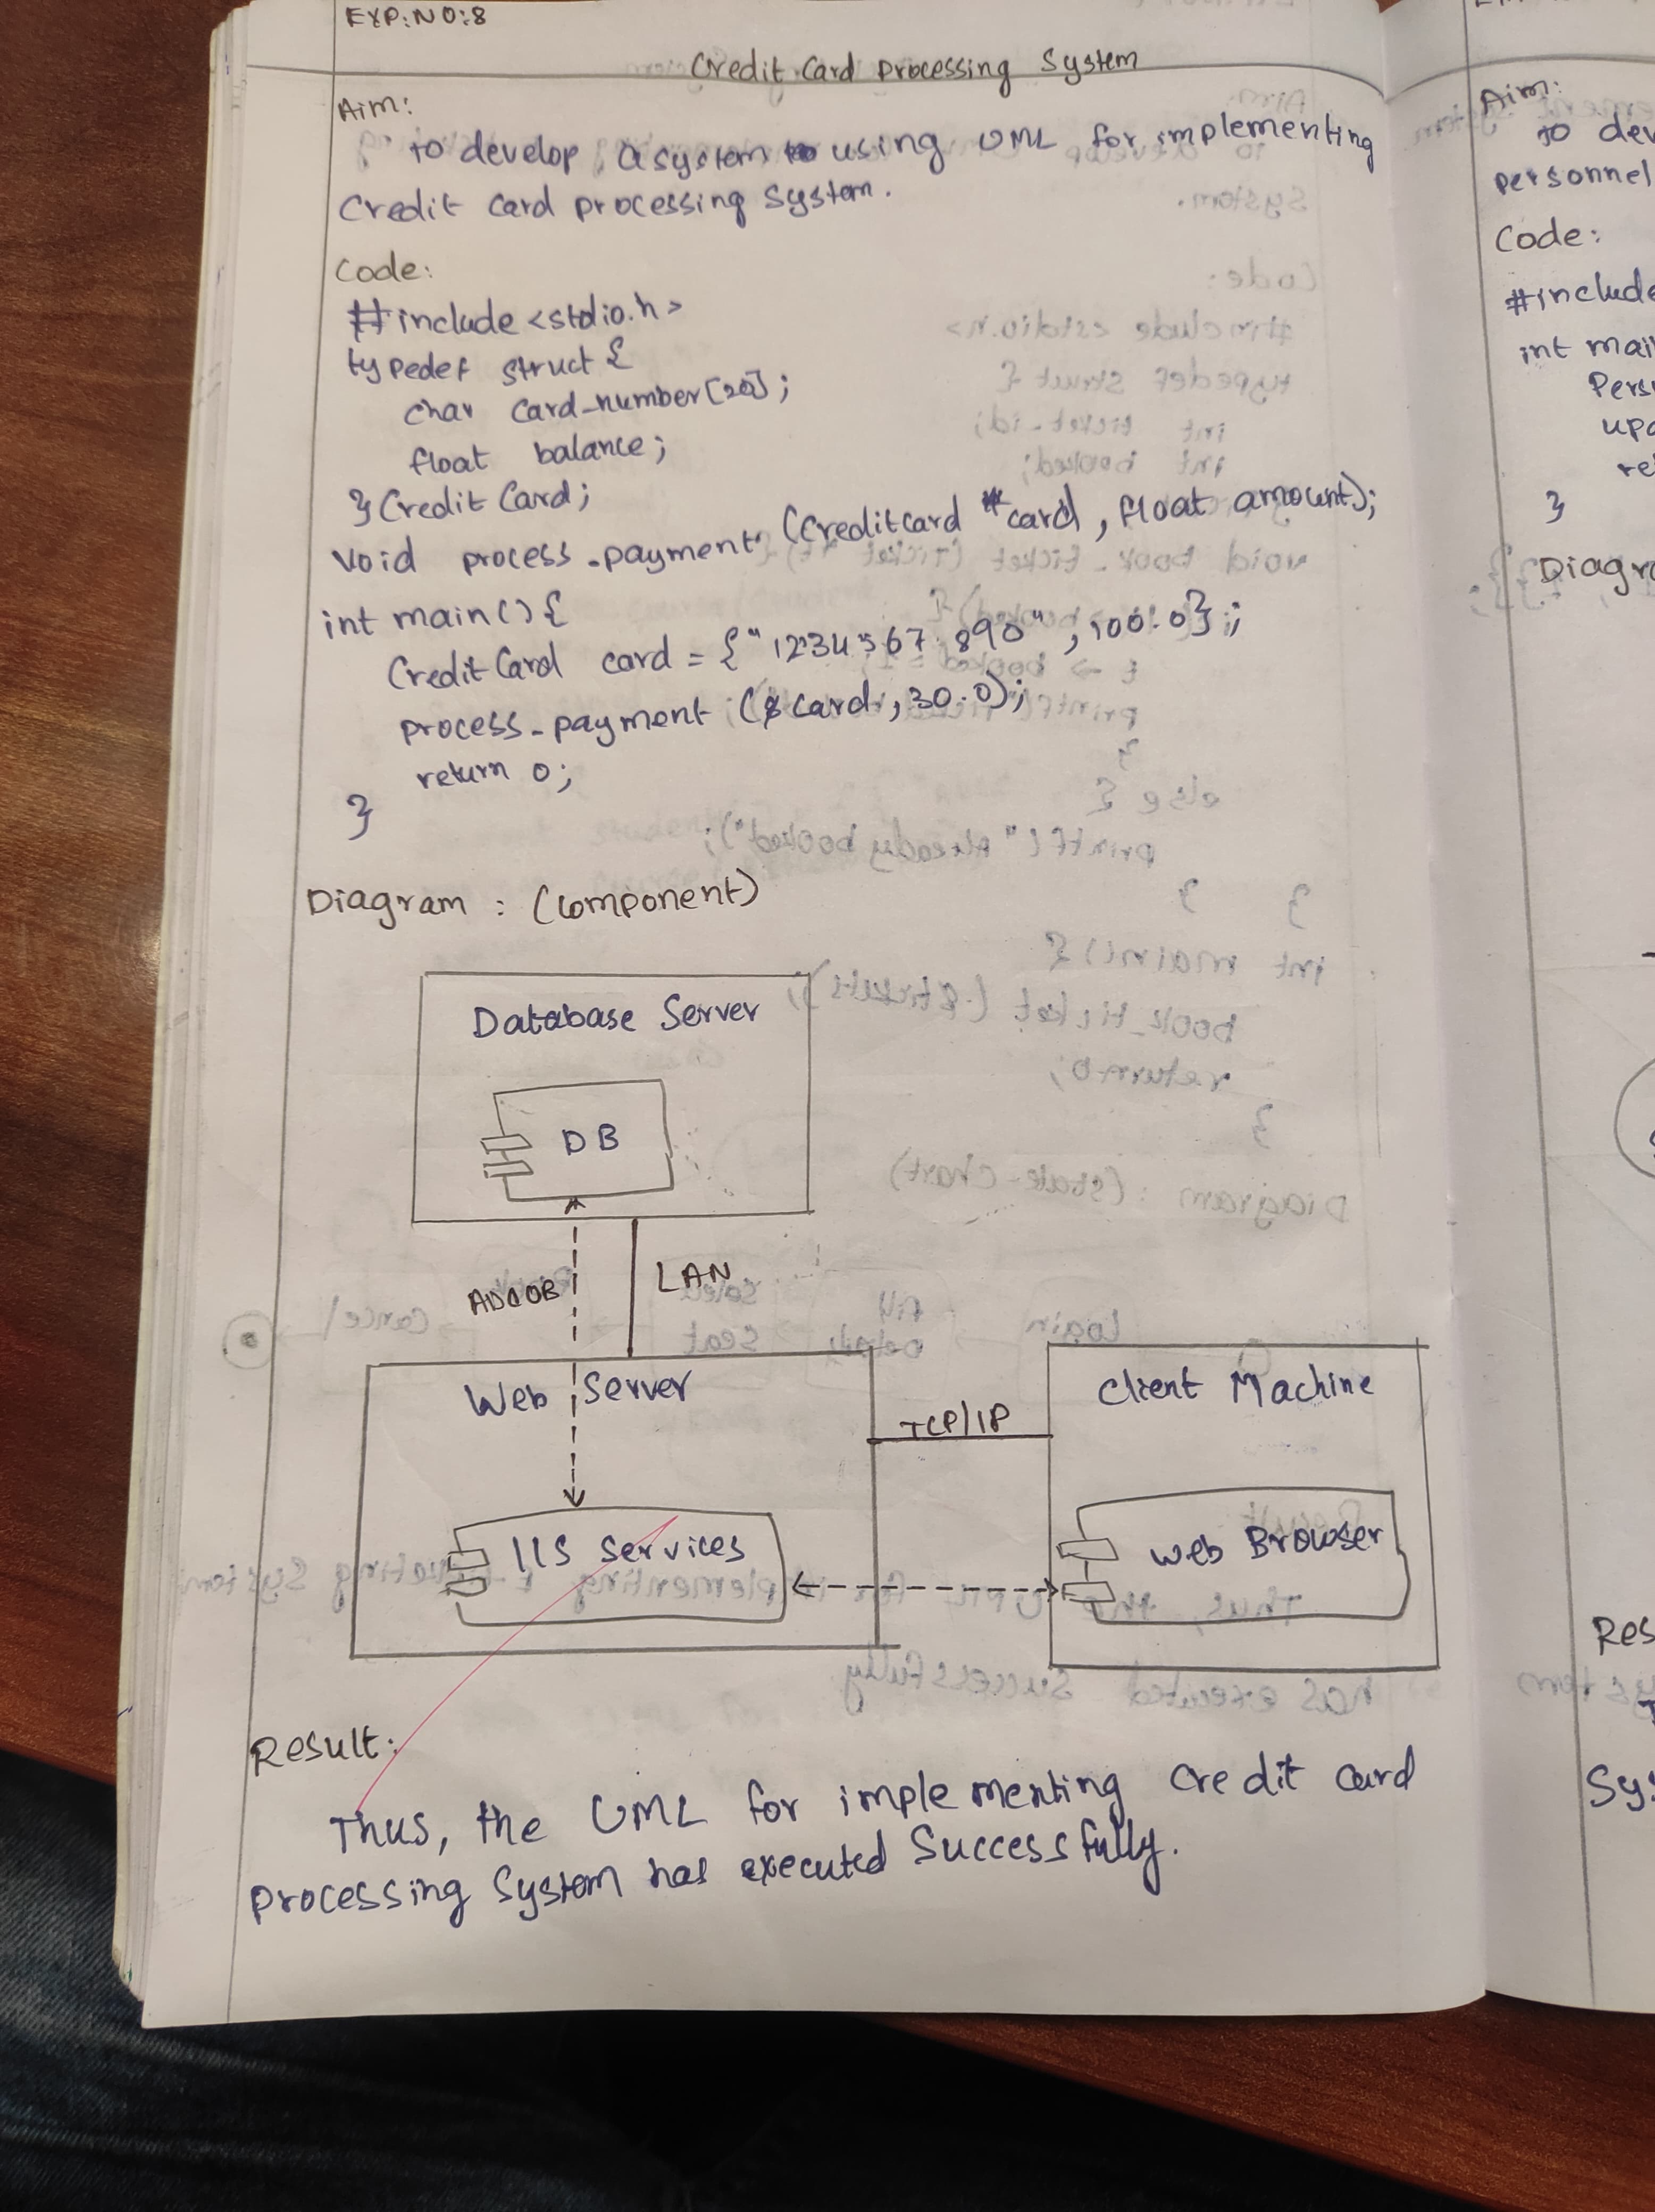 EXP:NO:8
Credit Card Processing System
Aim:
To develop a system using UML for implementing
Credit Card processing system.
Code:
#include <stdio.h>
typedef struct {
char card_number[20];
float balance;
} Credit Card;
void process_payment (Creditcard *card, float amount);
int main() {
Credit Card card = {"1234567890", 100.0};
process_payment (&card, 30.0);
return 0;
}
Diagram : (Component)
Database Server
DB
ADCOB
LAN
Web Server
Client Machine
TCP/IP
IIS Services
Web Browser
Result:
Thus, the UML for implementing credit card
processing System has executed Successfully.
Aim:
To dev
personnel
Code:
#include
int mai
Pers
upd
re
}
Diagra
Res
Sys